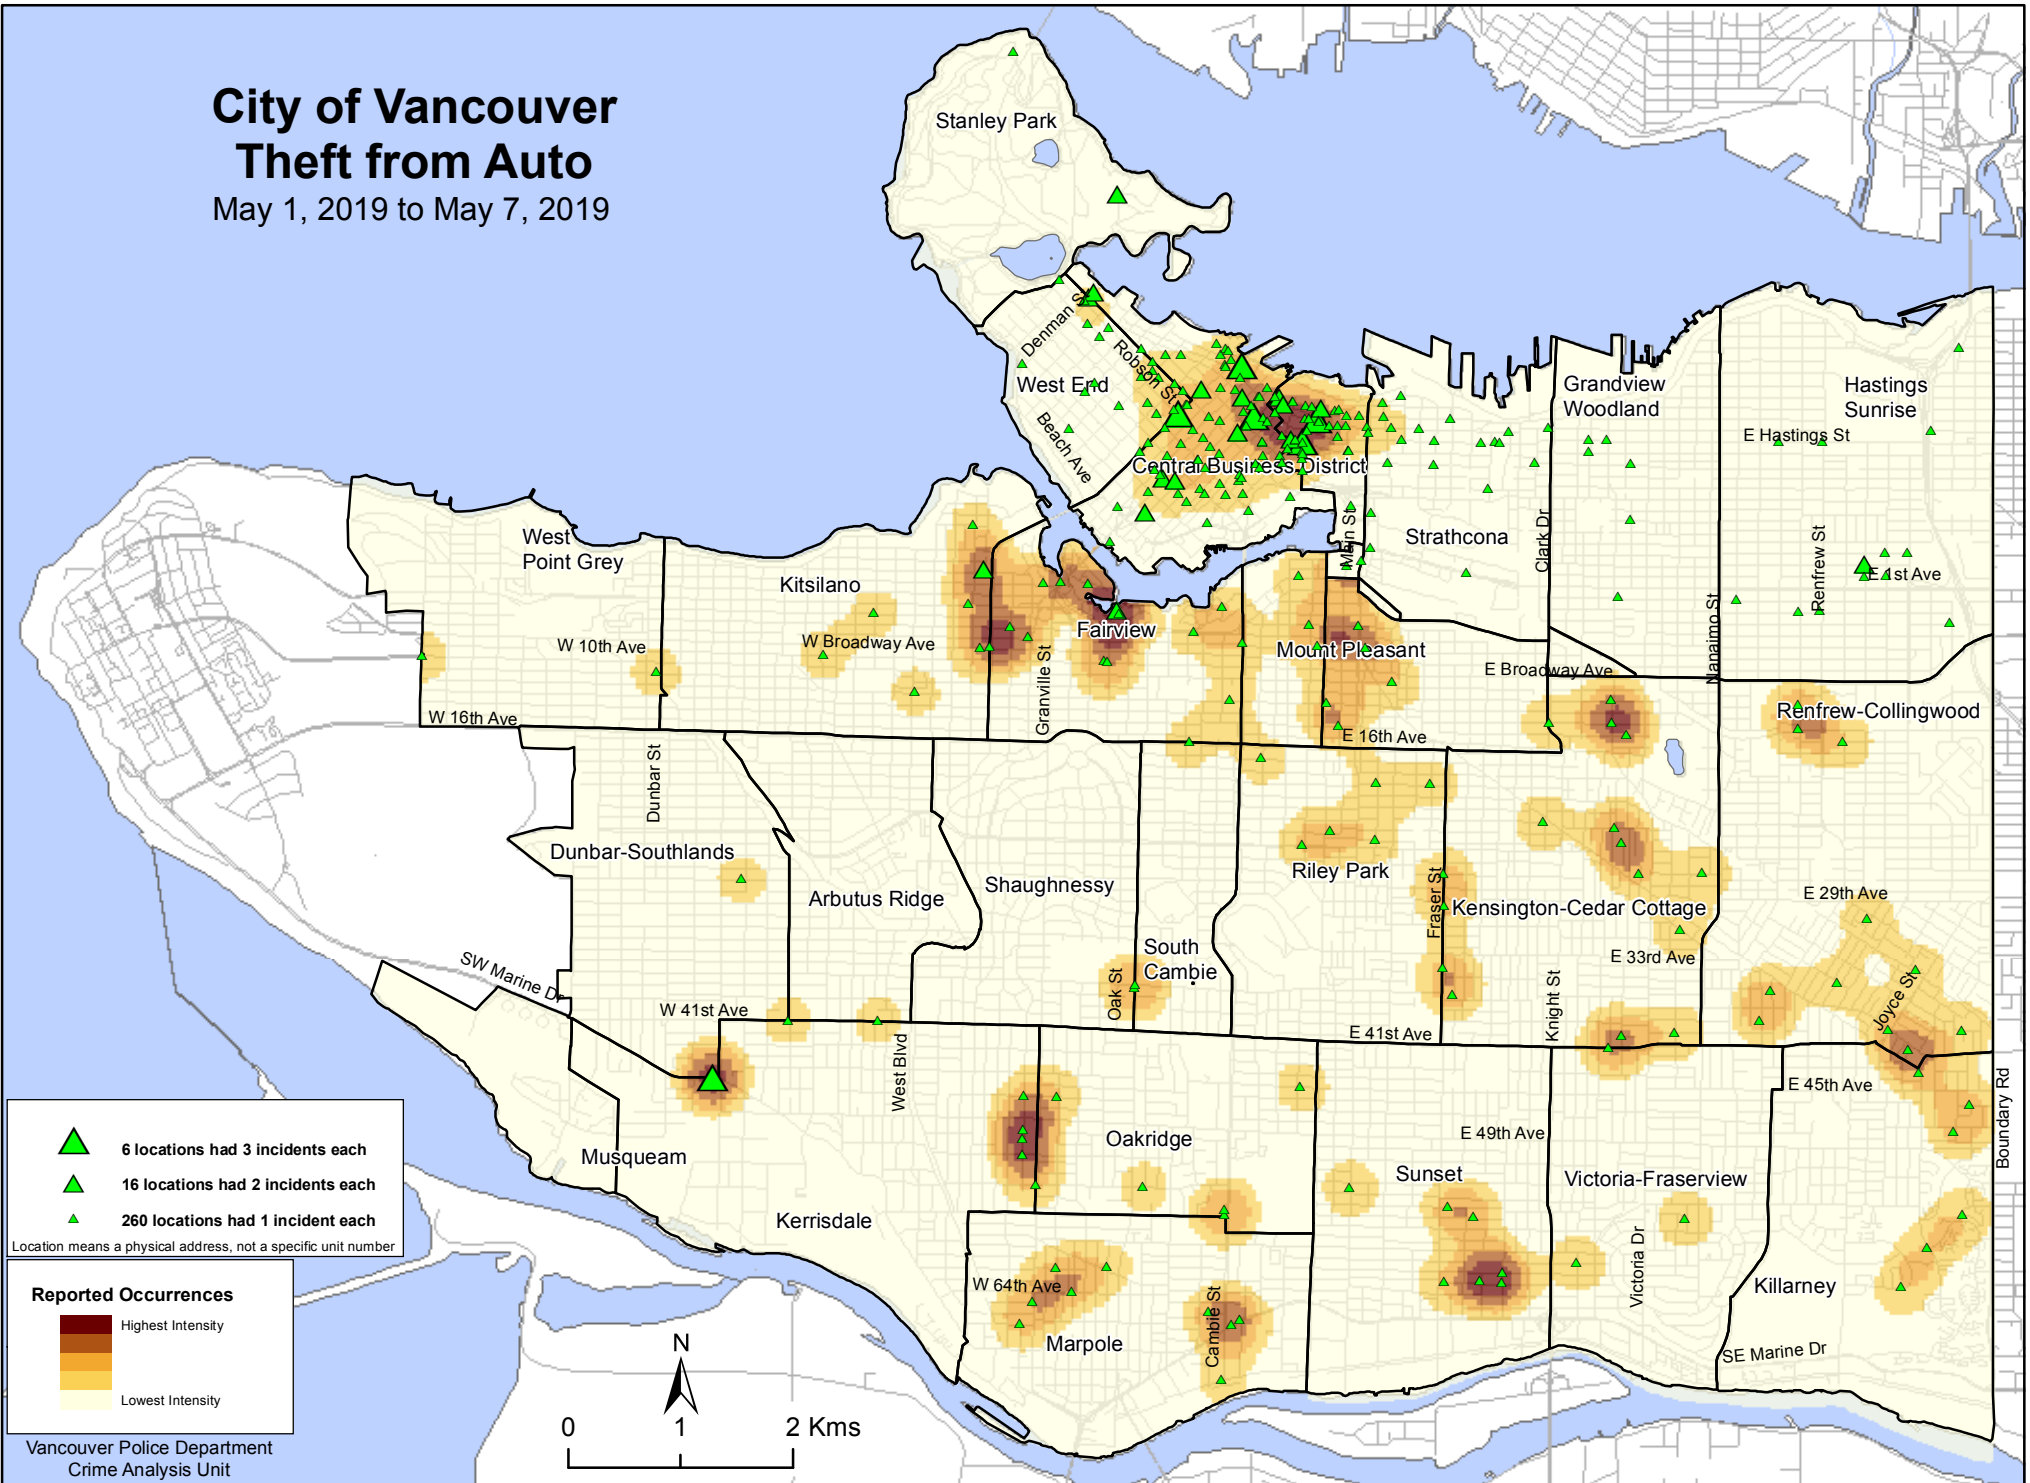 City of Vancouver
Theft from Auto
May 1, 2019 to May 7, 2019
Stanley Park
Denman St
Robson St
West End
Beach Ave
Central Business District
Grandview
Woodland
Hastings
Sunrise
E Hastings St
Main St
Strathcona
Clark Dr
Nanaimo St
Renfrew St
E 1st Ave
West
Point Grey
Kitsilano
W 10th Ave
W Broadway Ave
Fairview
Granville St
Mount Pleasant
E Broadway Ave
W 16th Ave
E 16th Ave
Renfrew-Collingwood
Dunbar St
Dunbar-Southlands
Arbutus Ridge
Shaughnessy
South
Cambie
Oak St
Riley Park
Fraser St
Kensington-Cedar Cottage
E 29th Ave
E 33rd Ave
Knight St
Joyce St
SW Marine Dr
W 41st Ave
E 41st Ave
West Blvd
E 45th Ave
Boundary Rd
E 49th Ave
Musqueam
Kerrisdale
Oakridge
Sunset
Victoria-Fraserview
Victoria Dr
Killarney
W 64th Ave
Marpole
Cambie St
SE Marine Dr
6 locations had 3 incidents each
16 locations had 2 incidents each
260 locations had 1 incident each
Location means a physical address, not a specific unit number
Reported Occurrences
Highest Intensity
Lowest Intensity
Vancouver Police Department
Crime Analysis Unit
N
0 1 2 Kms